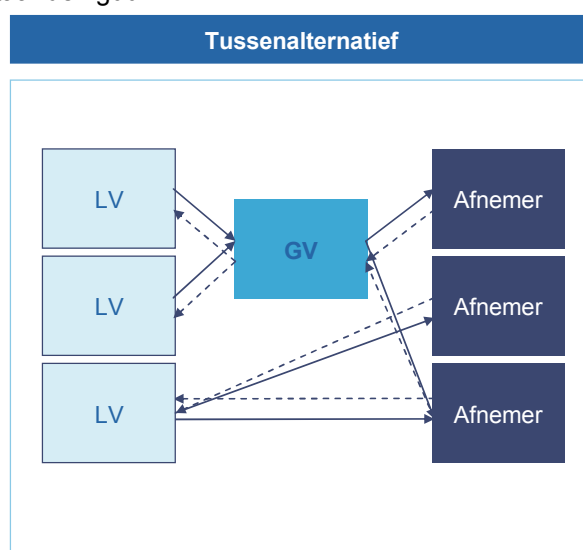 Tussenalternatief
LV
GV
Afnemer
LV
Afnemer
LV
Afnemer